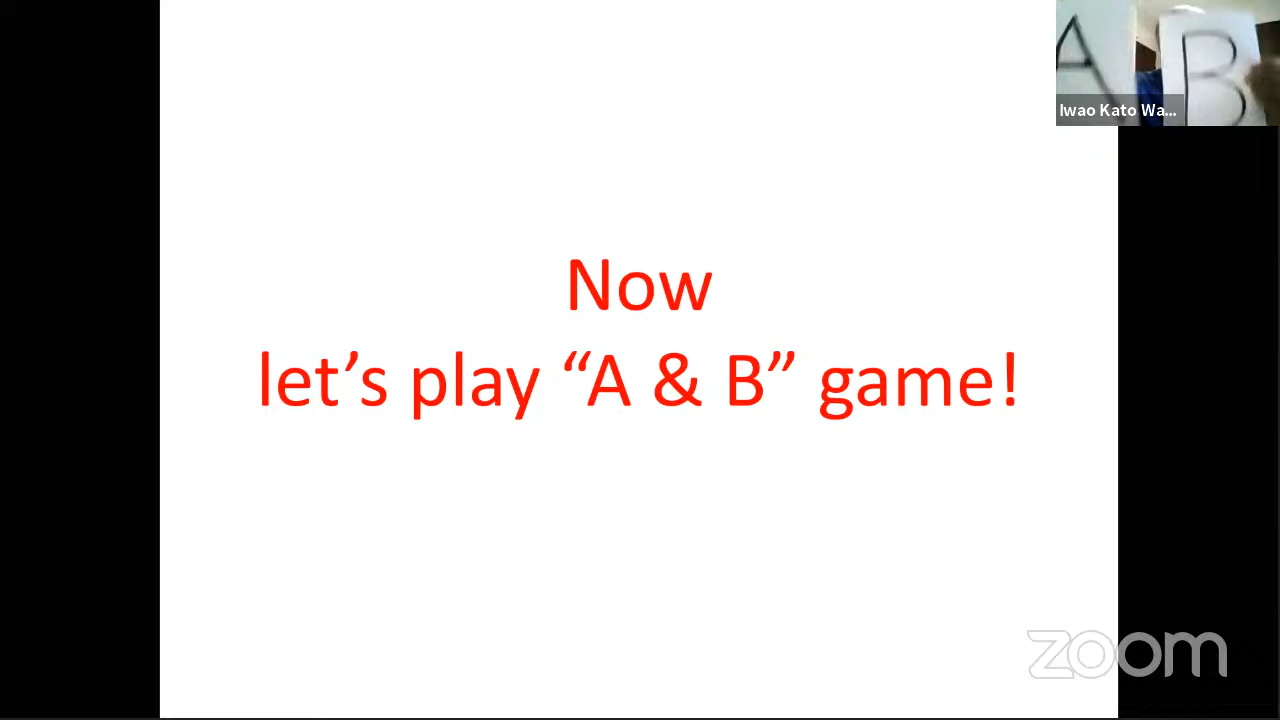 A B
Iwao Kato Wa...
Now
let’s play “A & B” game!
zoom